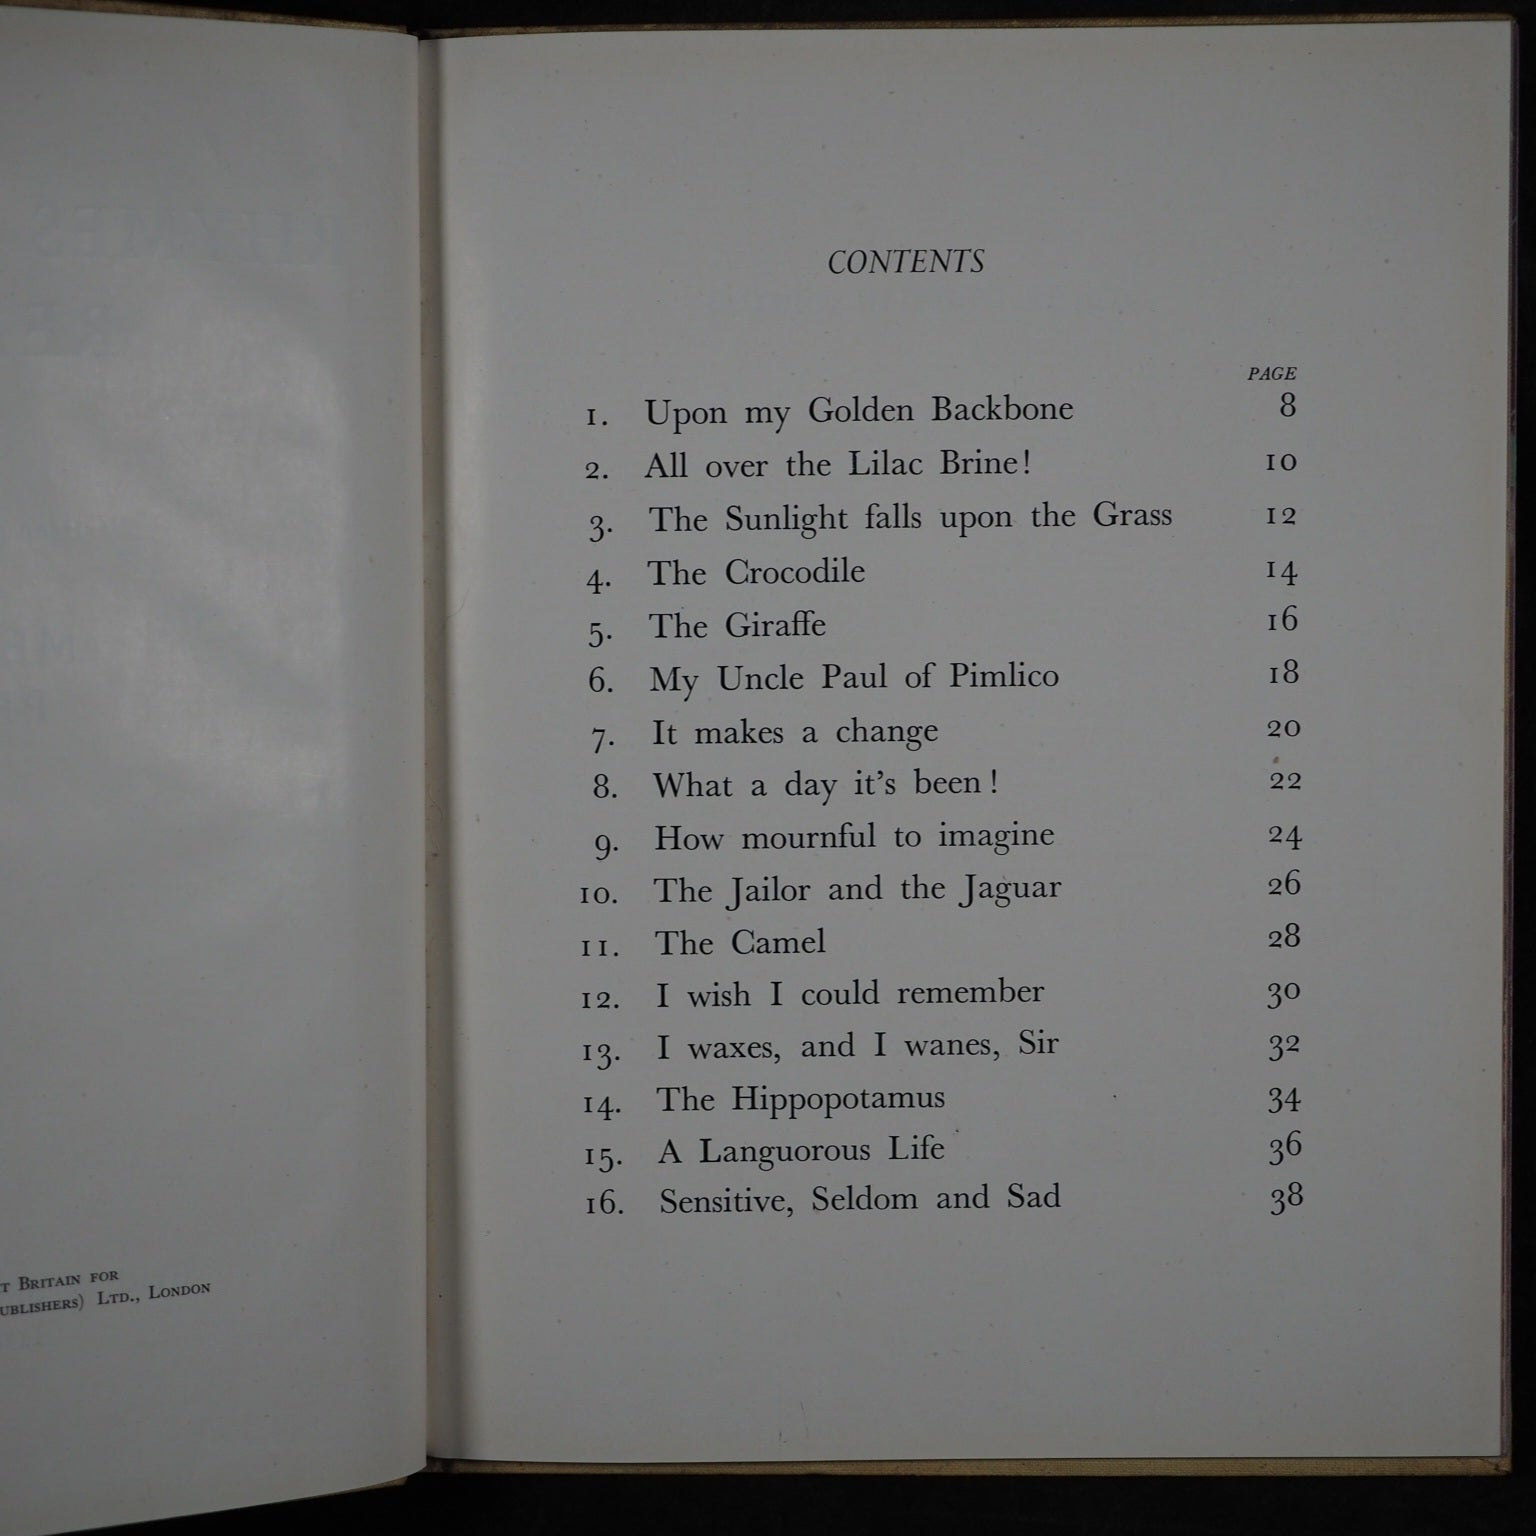 T BRITAIN FOR
UBLISHERS) LTD., LONDON
CONTENTS
PAGE
1. Upon my Golden Backbone 8
2. All over the Lilac Brine! 10
3. The Sunlight falls upon the Grass 12
4. The Crocodile 14
5. The Giraffe 16
6. My Uncle Paul of Pimlico 18
7. It makes a change 20
8. What a day it's been! 22
9. How mournful to imagine 24
10. The Jailor and the Jaguar 26
11. The Camel 28
12. I wish I could remember 30
13. I waxes, and I wanes, Sir 32
14. The Hippopotamus 34
15. A Languorous Life 36
16. Sensitive, Seldom and Sad 38